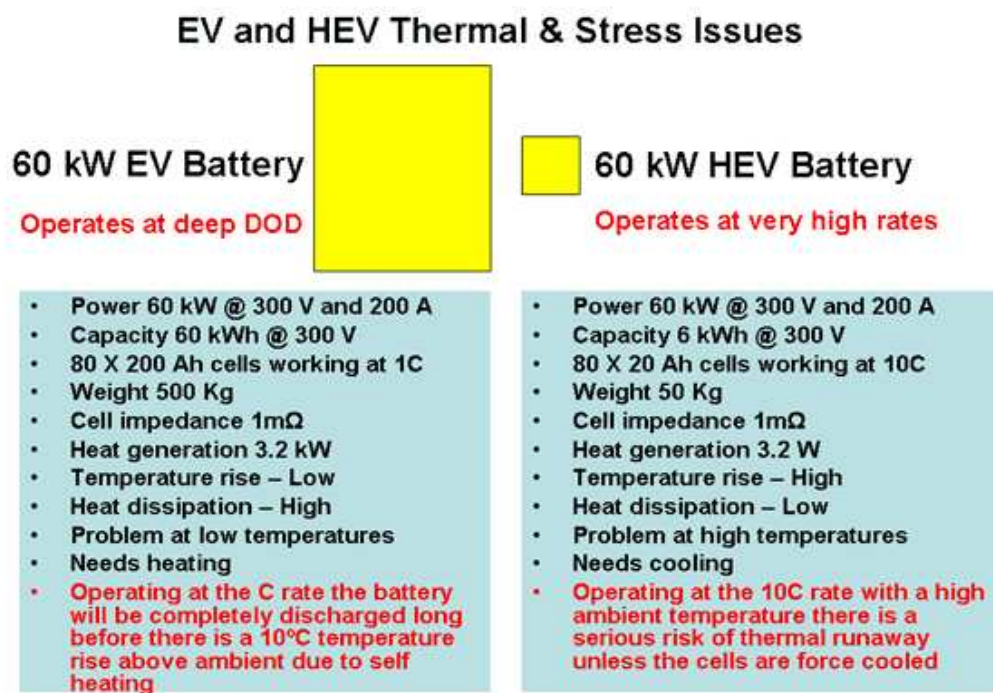 EV and HEV Thermal & Stress Issues
60 kW EV Battery
Operates at deep DOD
60 kW HEV Battery
Operates at very high rates
• Power 60 kW @ 300 V and 200 A
• Capacity 60 kWh @ 300 V
• 80 X 200 Ah cells working at 1C
• Weight 500 Kg
• Cell impedance 1mΩ
• Heat generation 3.2 kW
• Temperature rise – Low
• Heat dissipation – High
• Problem at low temperatures
• Needs heating
• Operating at the C rate the battery
will be completely discharged long
before there is a 10ºC temperature
rise above ambient due to self
heating
• Power 60 kW @ 300 V and 200 A
• Capacity 6 kWh @ 300 V
• 80 X 20 Ah cells working at 10C
• Weight 50 Kg
• Cell impedance 1mΩ
• Heat generation 3.2 W
• Temperature rise – High
• Heat dissipation – Low
• Problem at high temperatures
• Needs cooling
• Operating at the 10C rate with a high
ambient temperature there is a
serious risk of thermal runaway
unless the cells are force cooled